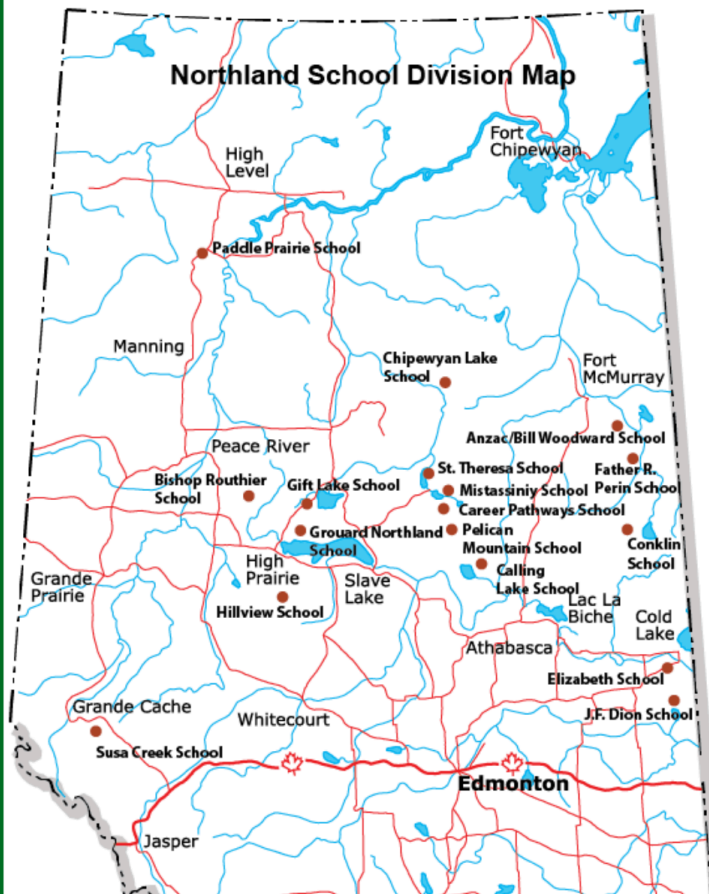 Northland School Division Map
Fort
Chipewyan
High
Level
Paddle Prairie School
Manning
Chipewyan Lake
School
Fort
McMurray
Anzac/Bill Woodward School
Peace River
St. Theresa School
Father R.
Perin School
Bishop Routhier
School
Gift Lake School
Mistassiniy School
Career Pathways School
Grouard Northland
School
Pelican
Mountain School
Conklin
School
High
Prairie
Calling
Lake School
Grande
Prairie
Slave
Lake
Hillview School
Lac La
Biche
Cold
Lake
Athabasca
Elizabeth School
Grande Cache
Whitecourt
J.F. Dion School
Susa Creek School
Edmonton
Jasper